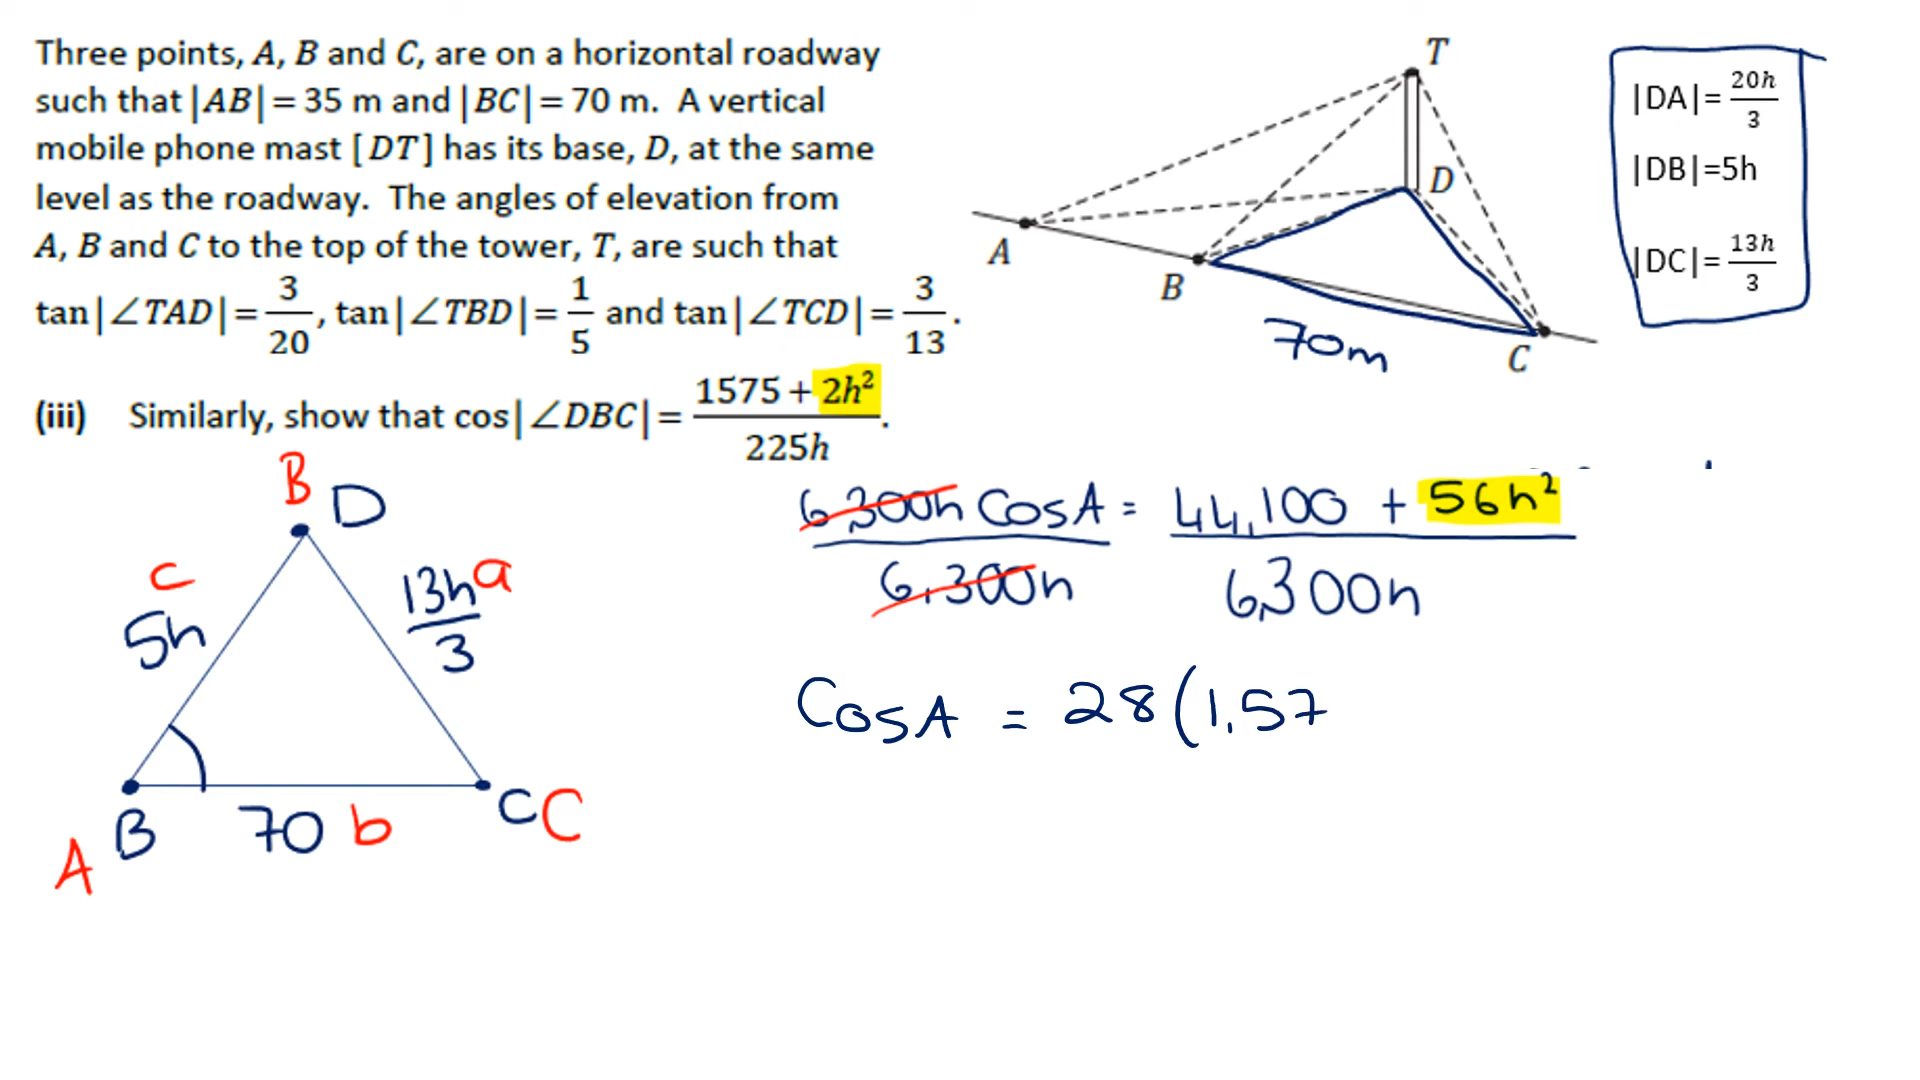 Three points, A, B and C, are on a horizontal roadway
such that |AB| = 35 m and |BC| = 70 m. A vertical
mobile phone mast [DT] has its base, D, at the same
level as the roadway. The angles of elevation from
A, B and C to the top of the tower, T, are such that
tan|∠TAD| = 3/20, tan|∠TBD| = 1/5 and tan|∠TCD| = 3/13.
(iii) Similarly, show that cos|∠DBC| = (1575 + 2h²)/225h.
T
D
A
B
C
70m
|DA|= 20h/3
|DB|=5h
|DC|= 13h/3
B D
c
5h
13h/3 a
A B
70 b
C C
6,300h CosA / 6,300h = 44,100 + 56h² / 6,300h
CosA = 28(1,57